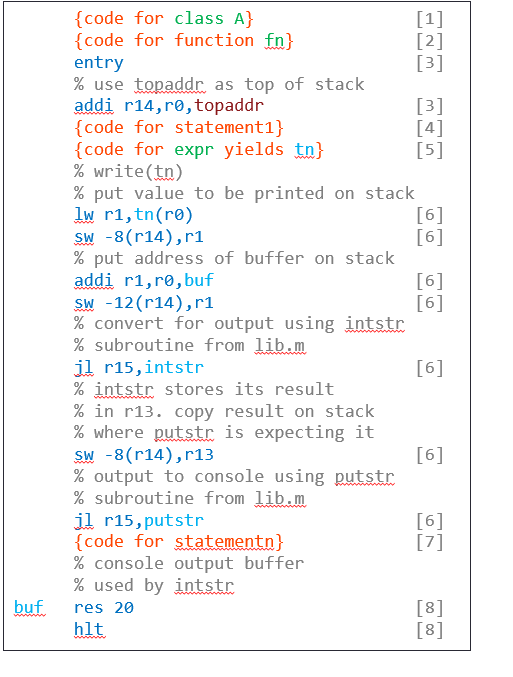 {code for class A} [1]
{code for function fn} [2]
entry [3]
% use topaddr as top of stack
addi r14,r0,topaddr [3]
{code for statement1} [4]
{code for expr yields tn} [5]
% write(tn)
% put value to be printed on stack
lw r1,tn(r0) [6]
sw -8(r14),r1 [6]
% put address of buffer on stack
addi r1,r0,buf [6]
sw -12(r14),r1 [6]
% convert for output using intstr
% subroutine from lib.m
jl r15,intstr [6]
% intstr stores its result
% in r13. copy result on stack
% where putstr is expecting it
sw -8(r14),r13 [6]
% output to console using putstr
% subroutine from lib.m
jl r15,putstr [6]
{code for statementn} [7]
% console output buffer
% used by intstr
buf res 20 [8]
hlt [8]